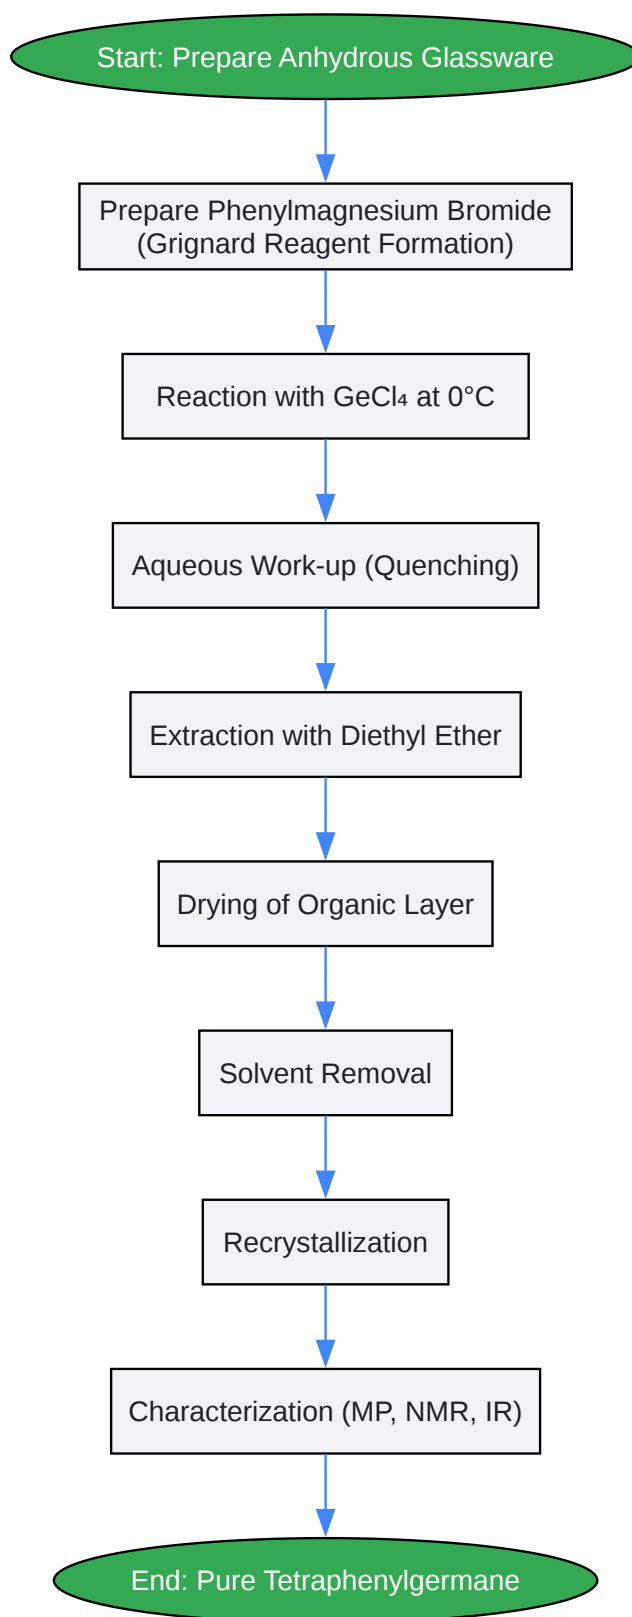 Start: Prepare Anhydrous Glassware
Prepare Phenylmagnesium Bromide
(Grignard Reagent Formation)
Reaction with GeCl₄ at 0°C
Aqueous Work-up (Quenching)
Extraction with Diethyl Ether
Drying of Organic Layer
Solvent Removal
Recrystallization
Characterization (MP, NMR, IR)
End: Pure Tetraphenylgermane